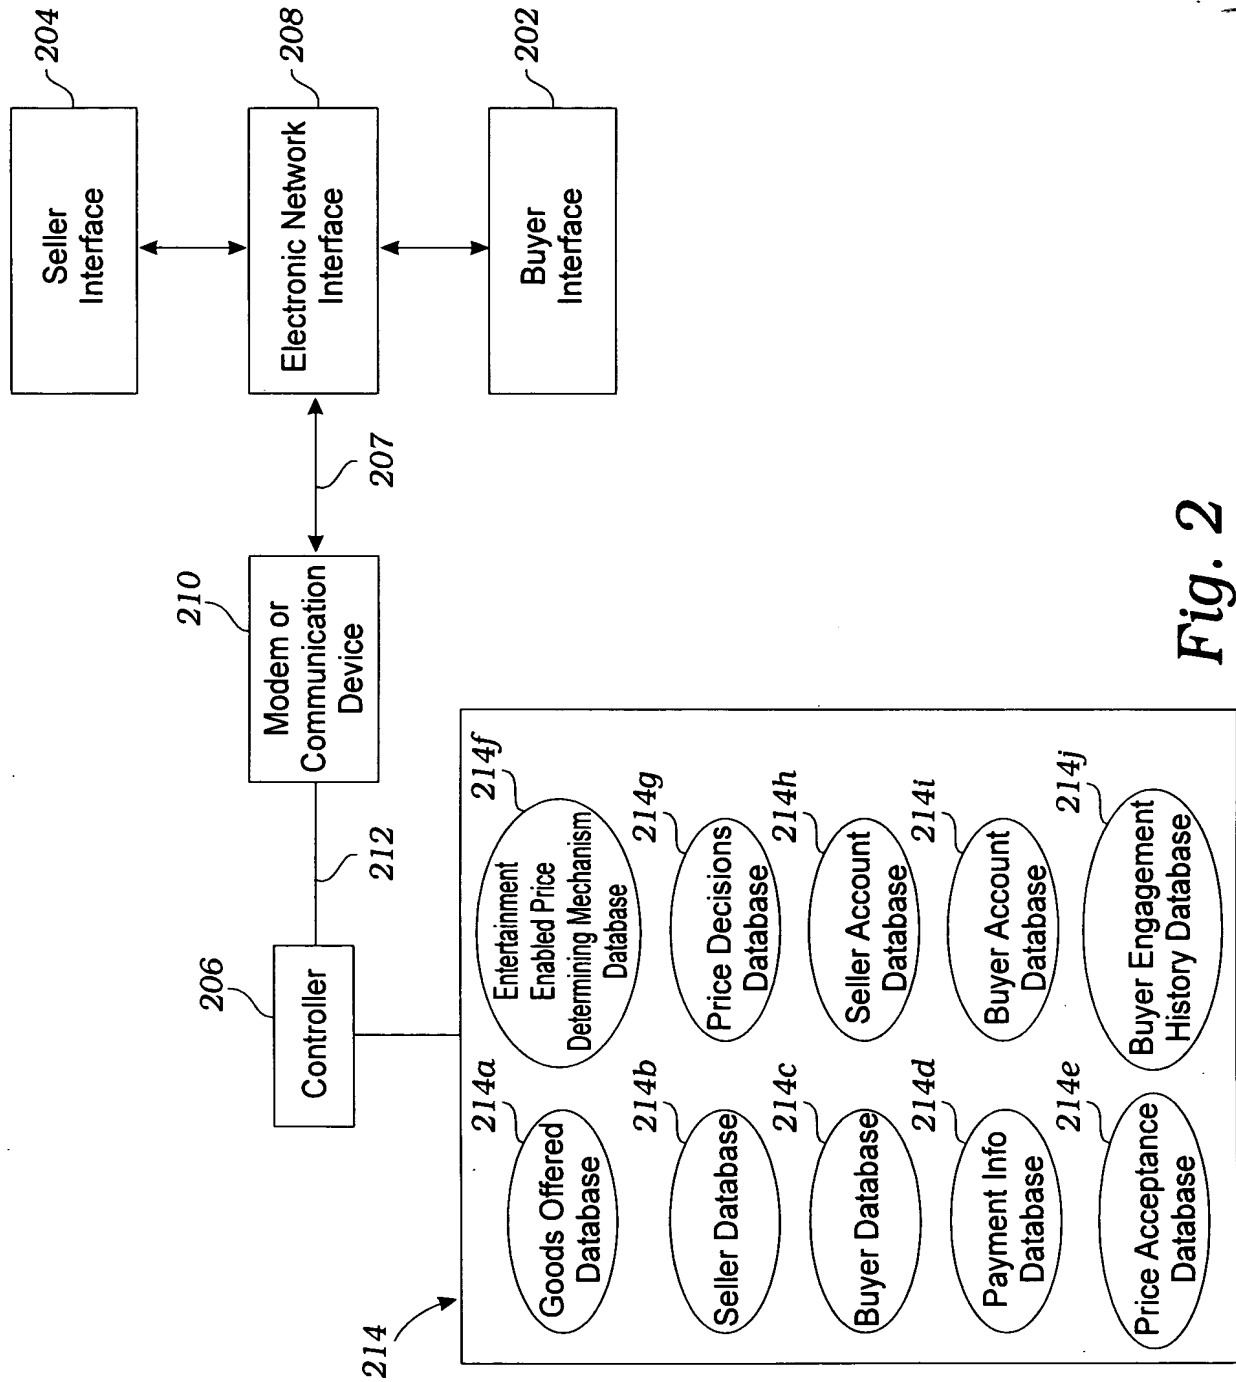 Seller
Interface
204
Electronic Network
Interface
208
Buyer
Interface
202
207
Modem or
Communication
Device
210
212
Controller
206
214
Goods Offered
Database
214a
Seller Database
214b
Buyer Database
214c
Payment Info
Database
214d
Price Acceptance
Database
214e
Entertainment
Enabled Price
Determining Mechanism
Database
214f
Price Decisions
Database
214g
Seller Account
Database
214h
Buyer Account
Database
214i
Buyer Engagement
History Database
214j
Fig. 2